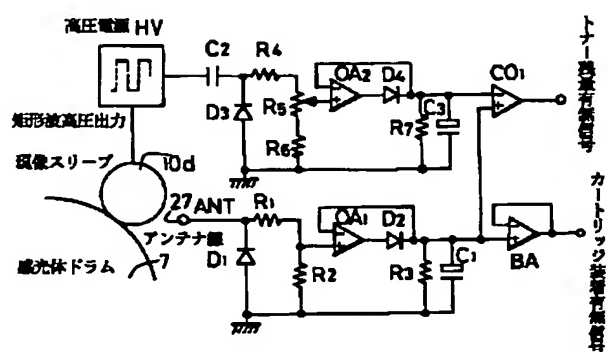 高圧電源 HV
C2
R4
OA2
D4
CO1
D3
R5
R6
R7
C3
矩形波高圧出力
現像スリーブ
10d
27 ANT
アンテナ線
感光体ドラム
7
R1
OA1
D2
D1
R2
R3
C1
BA
トナー残量有無信号
カートリッジ装着有無信号